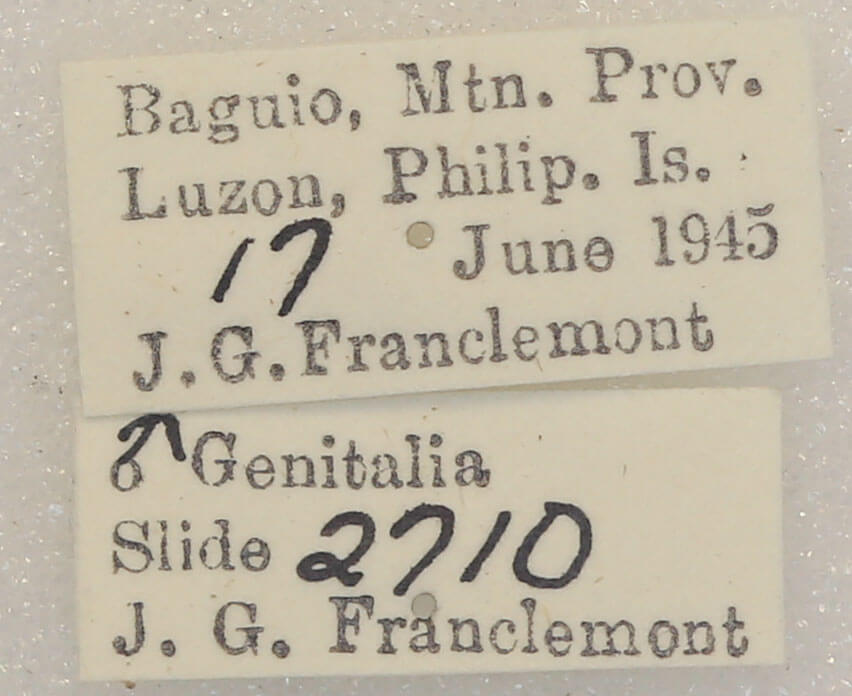 Baguio, Mtn. Prov.
Luzon, Philip. Is.
17 June 1945
J. G. Franclemont
♂ Genitalia
Slide 2710
J. G. Franclemont